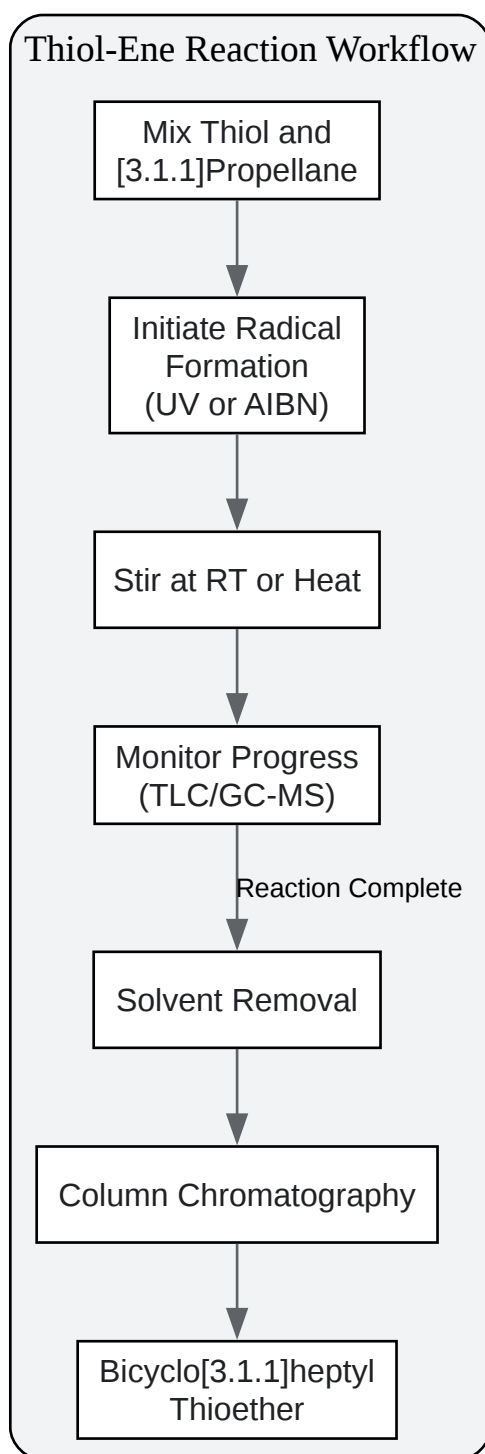 Thiol-Ene Reaction Workflow
Mix Thiol and
[3.1.1]Propellane
Initiate Radical
Formation
(UV or AIBN)
Stir at RT or Heat
Monitor Progress
(TLC/GC-MS)
Reaction Complete
Solvent Removal
Column Chromatography
Bicyclo[3.1.1]heptyl
Thioether